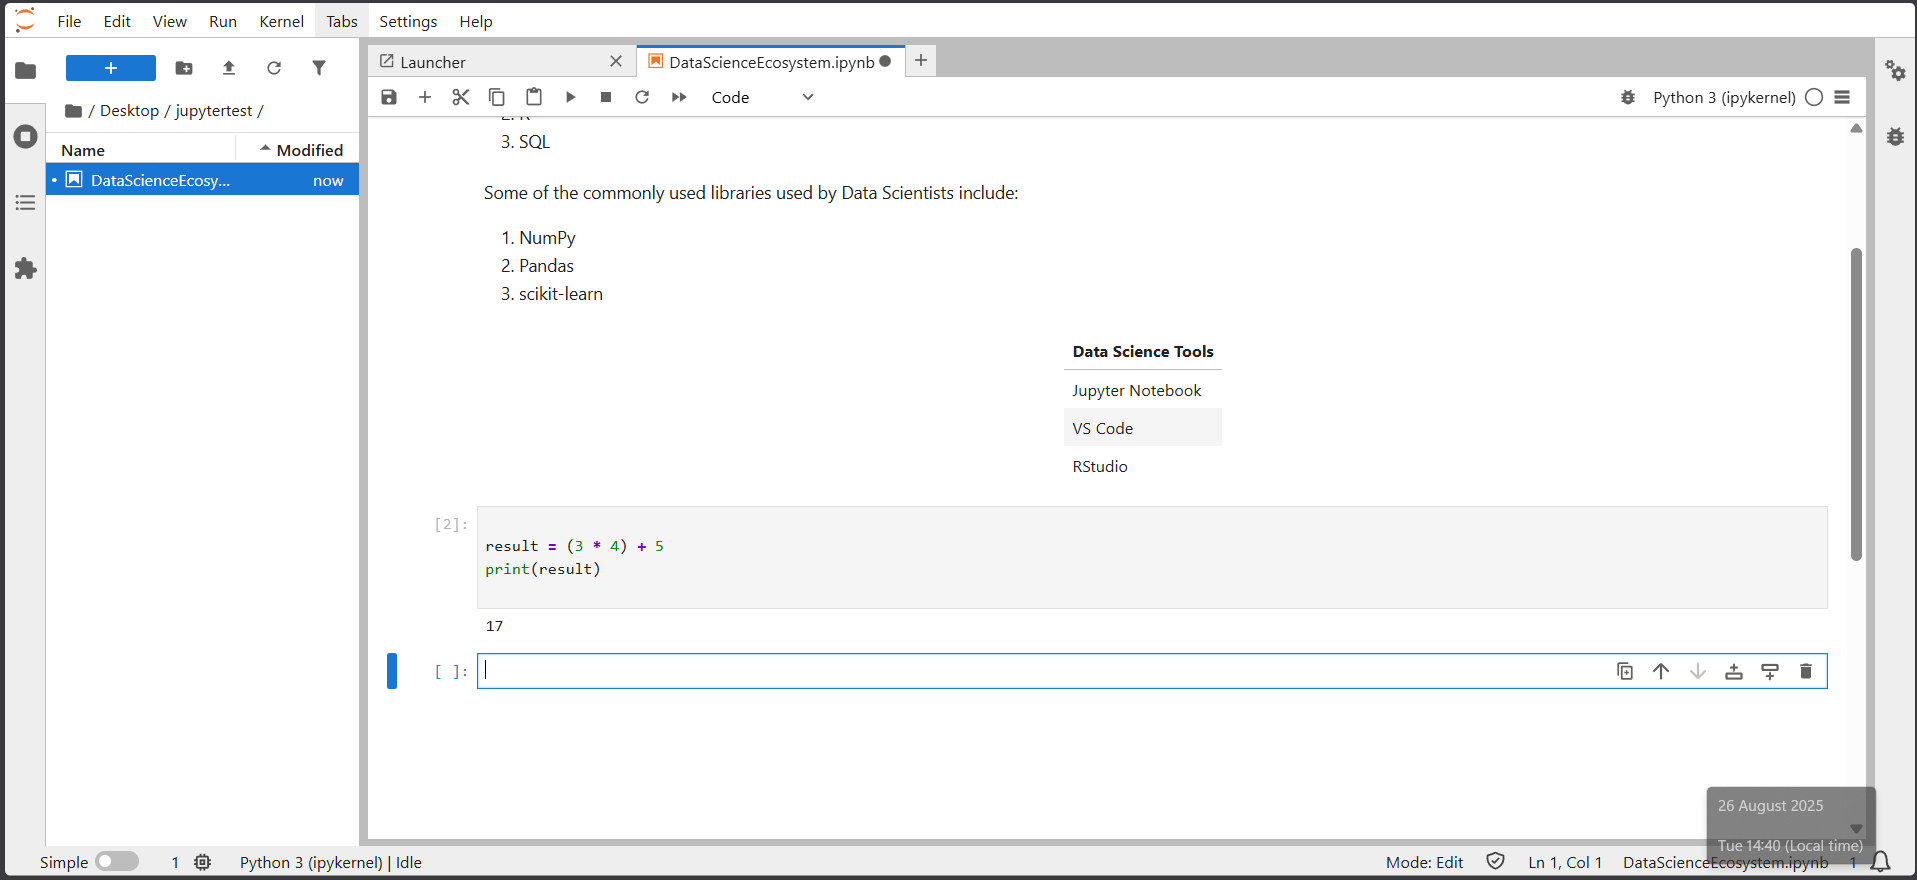 File Edit View Run Kernel Tabs Settings Help
Launcher
DataScienceEcosystem.ipynb
/ Desktop / jupytertest /
Code
Python 3 (ipykernel)
Name Modified
DataScienceEcosy... now
3. SQL
Some of the commonly used libraries used by Data Scientists include:
1. NumPy
2. Pandas
3. scikit-learn
Data Science Tools
Jupyter Notebook
VS Code
RStudio
[2]:
result = (3 * 4) + 5
print(result)
17
[ ]:
26 August 2025
Tue 14:40 (Local time)
Simple 1 Python 3 (ipykernel) | Idle Mode: Edit Ln 1, Col 1 DataScienceEcosystem.ipynb 1